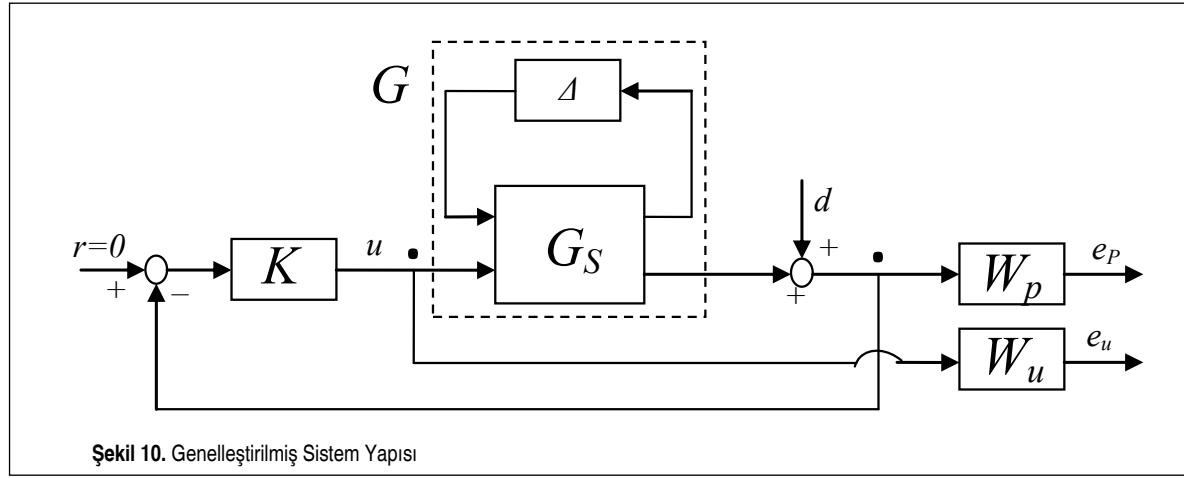 G
Δ
d
r=0
K
u
G_S
+
+
–
+
W_p
e_P
W_u
e_u
Şekil 10. Genelleştirilmiş Sistem Yapısı